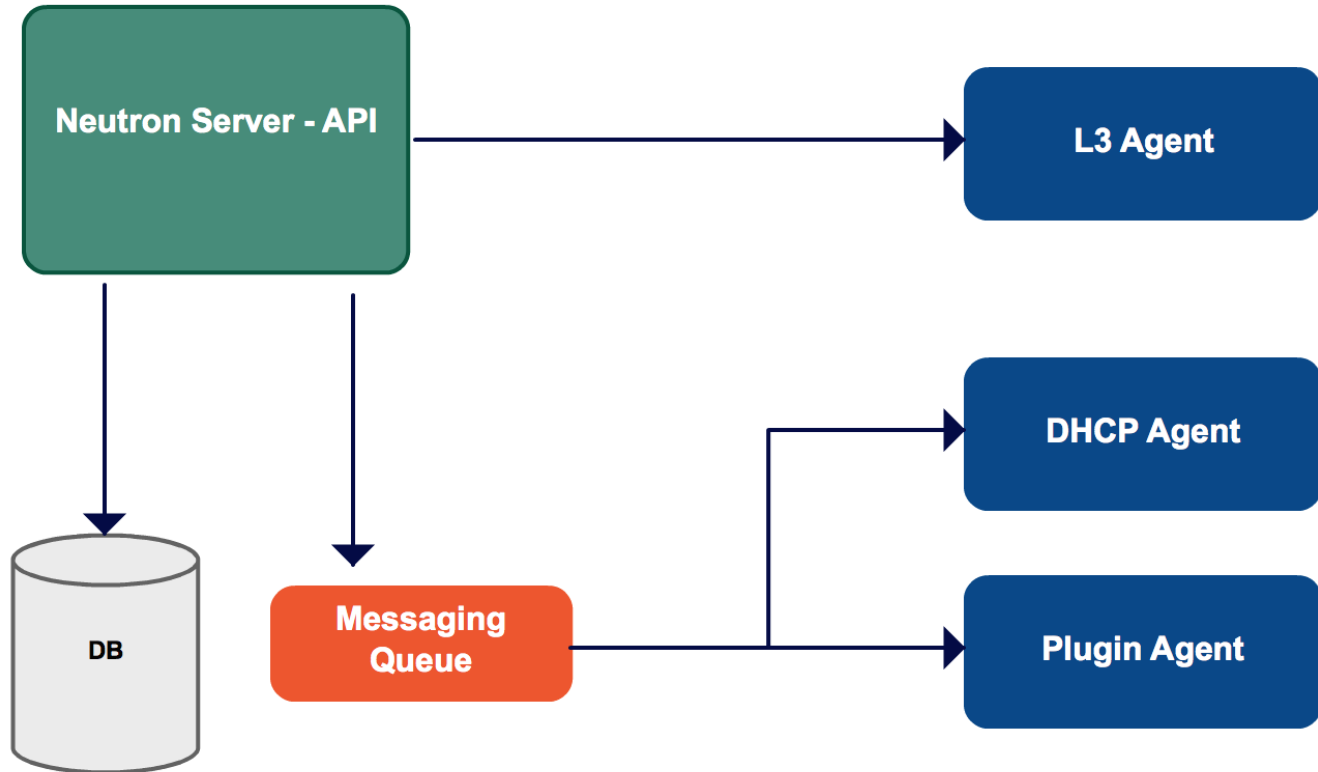 Neutron Server - API
L3 Agent
DHCP Agent
Messaging
Queue
Plugin Agent
DB